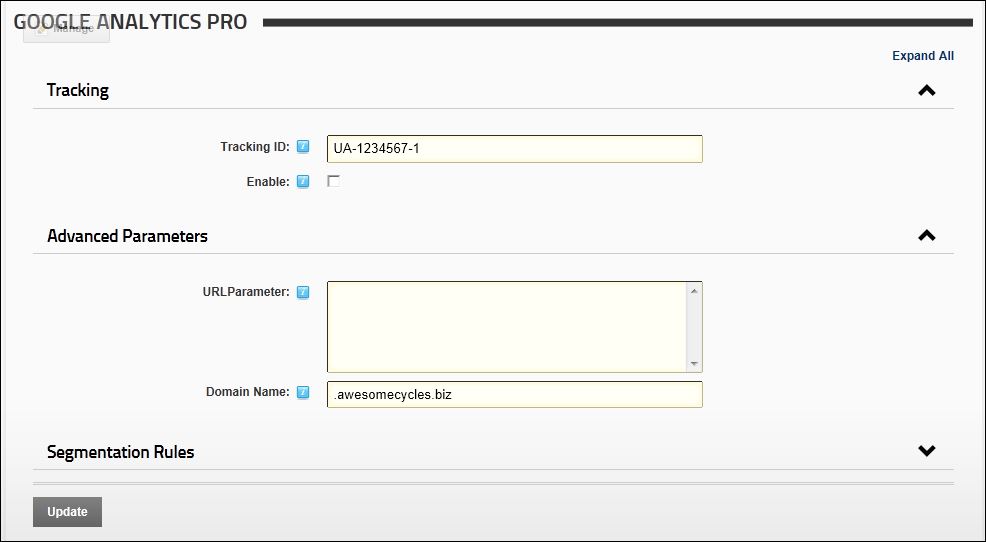 GOOGLE ANALYTICS PRO
Manage
Expand All
Tracking
Tracking ID:
UA-1234567-1
Enable:
Advanced Parameters
URLParameter:
Domain Name:
.awesomecycles.biz
Segmentation Rules
Update